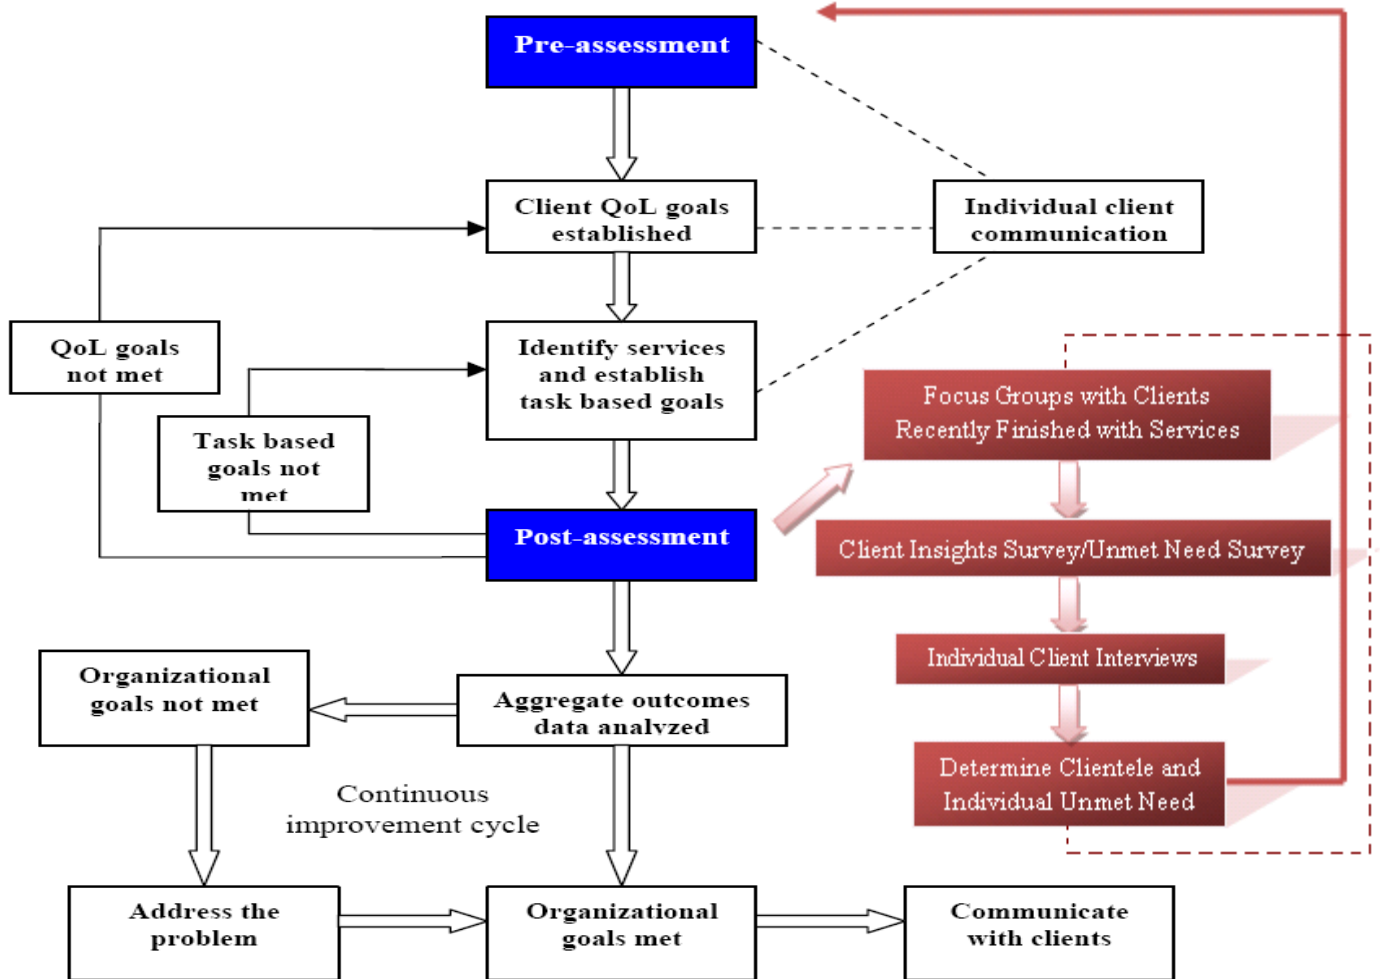 Pre-assessment
Client QoL goals
established
Individual client
communication
QoL goals
not met
Identify services
and establish
task based goals
Task based
goals not
met
Focus Groups with Clients
Recently Finished with Services
Post-assessment
Client Insights Survey/Unmet Need Survey
Individual Client Interviews
Organizational
goals not met
Aggregate outcomes
data analyzed
Determine Clientele and
Individual Unmet Need
Continuous
improvement cycle
Address the
problem
Organizational
goals met
Communicate
with clients